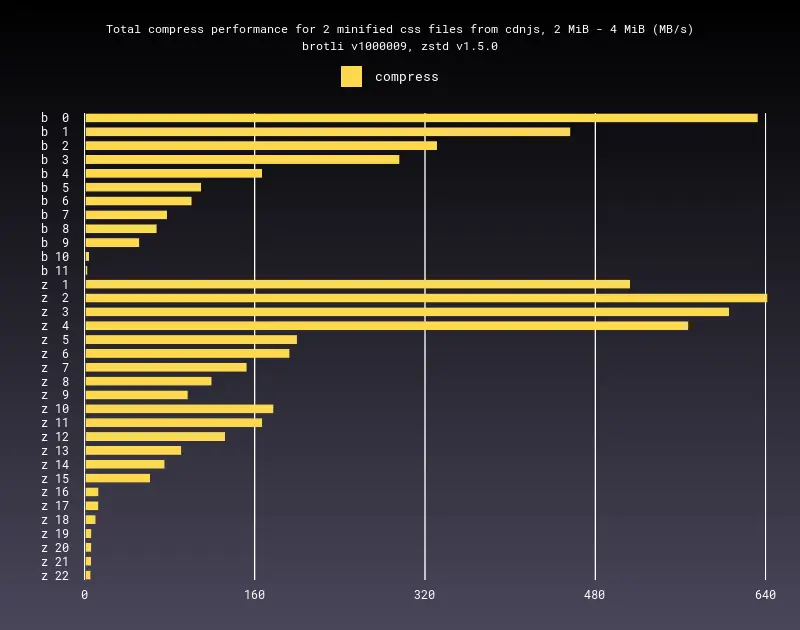 Total compress performance for 2 minified css files from cdnjs, 2 MiB - 4 MiB (MB/s)
brotli v1000009, zstd v1.5.0
compress
b 0
b 1
b 2
b 3
b 4
b 5
b 6
b 7
b 8
b 9
b 10
b 11
z 1
z 2
z 3
z 4
z 5
z 6
z 7
z 8
z 9
z 10
z 11
z 12
z 13
z 14
z 15
z 16
z 17
z 18
z 19
z 20
z 21
z 22
0 160 320 480 640